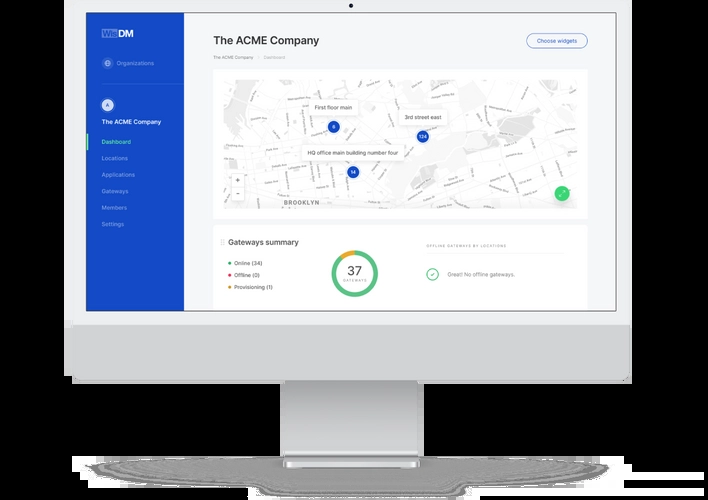 WiliDM
Organizations
A
The ACME Company
Dashboard
Locations
Applications
Gateways
Members
Settings
The ACME Company
Choose widgets
The ACME Company
Dashboard
First floor main
3rd street east
6
124
HQ office main building number four
14
+
-
BROOKLYN
Gateways summary
Online (34)
Offline (0)
Provisioning (1)
37
GATEWAYS
OFFLINE GATEWAYS BY LOCATIONS
Great! No offline gateways.